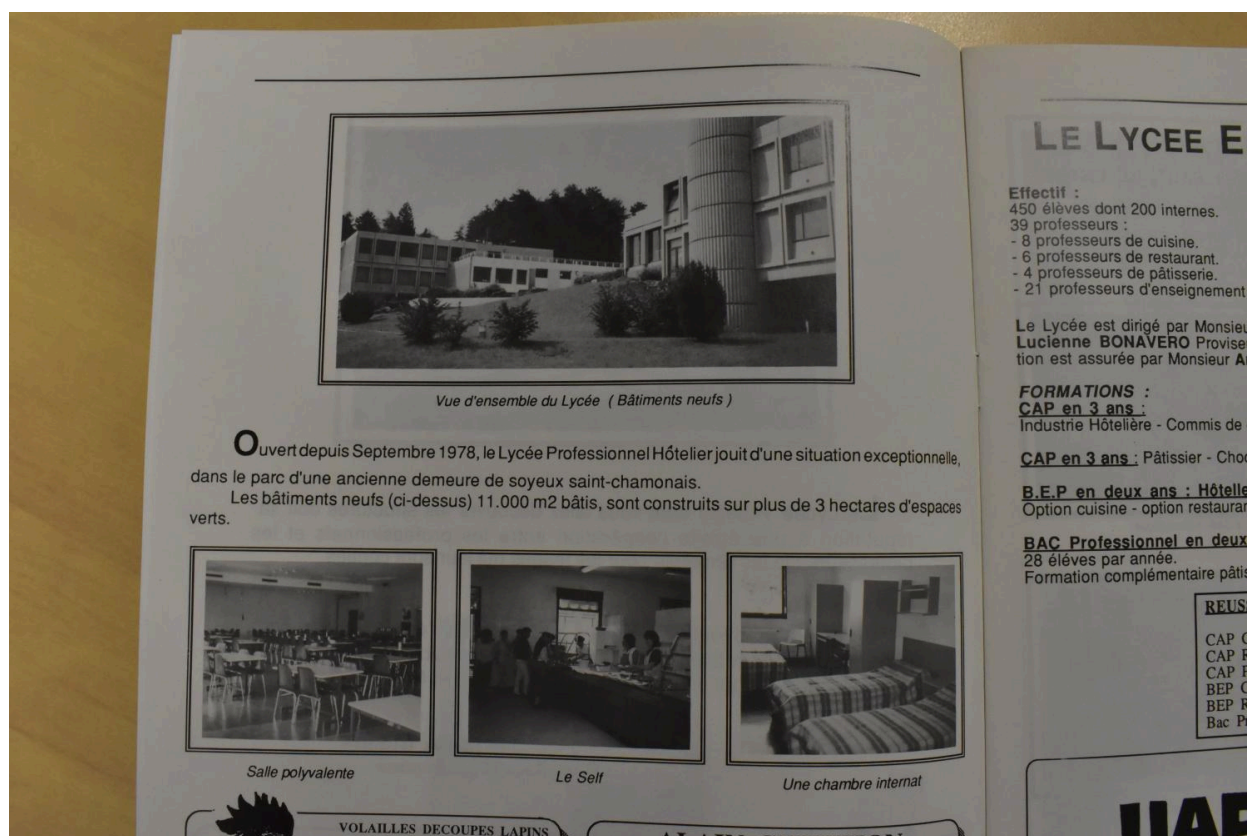 Vue d'ensemble du Lycée ( Bâtiments neufs )
Ouvert depuis Septembre 1978, le Lycée Professionnel Hôtelier jouit d'une situation exceptionnelle,
dans le parc d'une ancienne demeure de soyeux saint-chamonais.
Les bâtiments neufs (ci-dessus) 11.000 m2 bâtis, sont construits sur plus de 3 hectares d'espaces
verts.
Salle polyvalente
Le Self
Une chambre internat
VOLAILLES DECOUPES LAPINS
LE LYCEE E
Effectif :
450 élèves dont 200 internes.
39 professeurs :
- 8 professeurs de cuisine.
- 6 professeurs de restaurant.
- 4 professeurs de pâtisserie.
- 21 professeurs d'enseignement
Le Lycée est dirigé par Monsieu
Lucienne BONAVERO Provise
tion est assurée par Monsieur A
FORMATIONS :
CAP en 3 ans :
Industrie Hôtelière - Commis de
CAP en 3 ans : Pâtissier - Choc
B.E.P en deux ans : Hôtelle
Option cuisine - option restauran
BAC Professionnel en deux
28 éléves par année.
Formation complémentaire pâtis
REUS
CAP C
CAP R
CAP P
BEP C
BEP R
Bac Pr